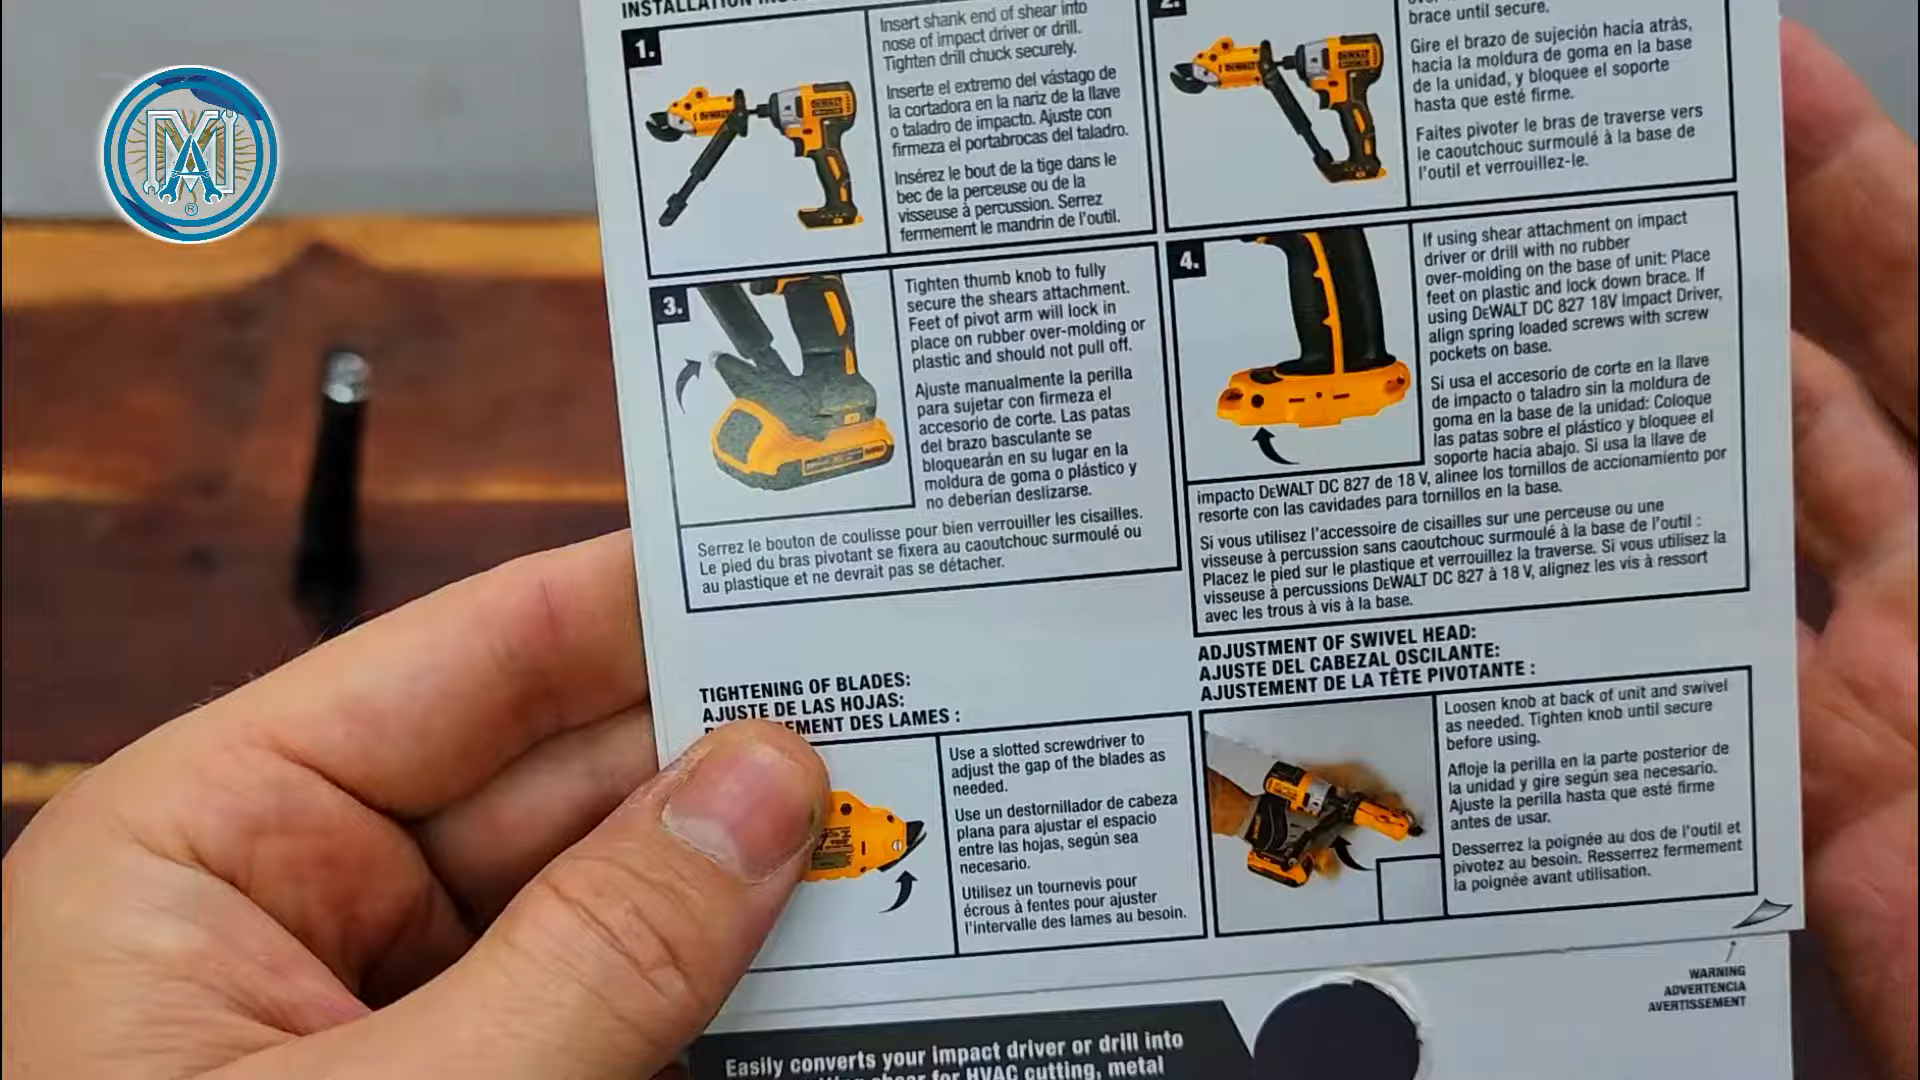 INSTALLATION
1.
Insert shank end of shear into
nose of impact driver or drill.
Tighten drill chuck securely.
Inserte el extremo del vástago de
la cortadora en la nariz de la llave
o taladro de impacto. Ajuste con
firmeza el portabrocas del taladro.
Insérez le bout de la tige dans le
bec de la perceuse ou de la
visseuse à percussion. Serrez
fermement le mandrin de l'outil.
2.
brace until secure.
Gire el brazo de sujeción hacia atrás,
hacia la moldura de goma en la base
de la unidad, y bloquee el soporte
hasta que esté firme.
Faites pivoter le bras de traverse vers
le caoutchouc surmoulé à la base de
l'outil et verrouillez-le.
3.
Tighten thumb knob to fully
secure the shears attachment.
Feet of pivot arm will lock in
place on rubber over-molding or
plastic and should not pull off.
Ajuste manualmente la perilla
para sujetar con firmeza el
accesorio de corte. Las patas
del brazo basculante se
bloquearán en su lugar en la
moldura de goma o plástico y
no deberían deslizarse.
Serrez le bouton de coulisse pour bien verrouiller les cisailles.
Le pied du bras pivotant se fixera au caoutchouc surmoulé ou
au plastique et ne devrait pas se détacher.
4.
If using shear attachment on impact
driver or drill with no rubber
over-molding on the base of unit: Place
feet on plastic and lock down brace. If
using DEWALT DC 827 18V Impact Driver,
align spring loaded screws with screw
pockets on base.
Si usa el accesorio de corte en la llave
de impacto o taladro sin la moldura de
goma en la base de la unidad: Coloque
las patas sobre el plástico y bloquee el
soporte hacia abajo. Si usa la llave de
impacto DEWALT DC 827 de 18 V, alinee los tornillos de accionamiento por
resorte con las cavidades para tornillos en la base.
Si vous utilisez l'accessoire de cisailles sur une perceuse ou une
visseuse à percussion sans caoutchouc surmoulé à la base de l'outil :
Placez le pied sur le plastique et verrouillez la traverse. Si vous utilisez la
visseuse à percussions DEWALT DC 827 à 18 V, alignez les vis à ressort
avec les trous à vis à la base.
TIGHTENING OF BLADES:
AJUSTE DE LAS HOJAS:
DES LAMES :
Use a slotted screwdriver to
adjust the gap of the blades as
needed.
Use un destornillador de cabeza
plana para ajustar el espacio
entre las hojas, según sea
necesario.
Utilisez un tournevis pour
écrous à fentes pour ajuster
l'intervalle des lames au besoin.
ADJUSTMENT OF SWIVEL HEAD:
AJUSTE DEL CABEZAL OSCILANTE:
AJUSTEMENT DE LA TÊTE PIVOTANTE :
Loosen knob at back of unit and swivel
as needed. Tighten knob until secure
before using.
Afloje la perilla en la parte posterior de
la unidad y gire según sea necesario.
Ajuste la perilla hasta que esté firme
antes de usar.
Desserrez la poignée au dos de l'outil et
pivotez au besoin. Resserrez fermement
la poignée avant utilisation.
WARNING
ADVERTENCIA
AVERTISSEMENT
Easily converts your impact driver or drill into
shear for HVAC cutting, metal